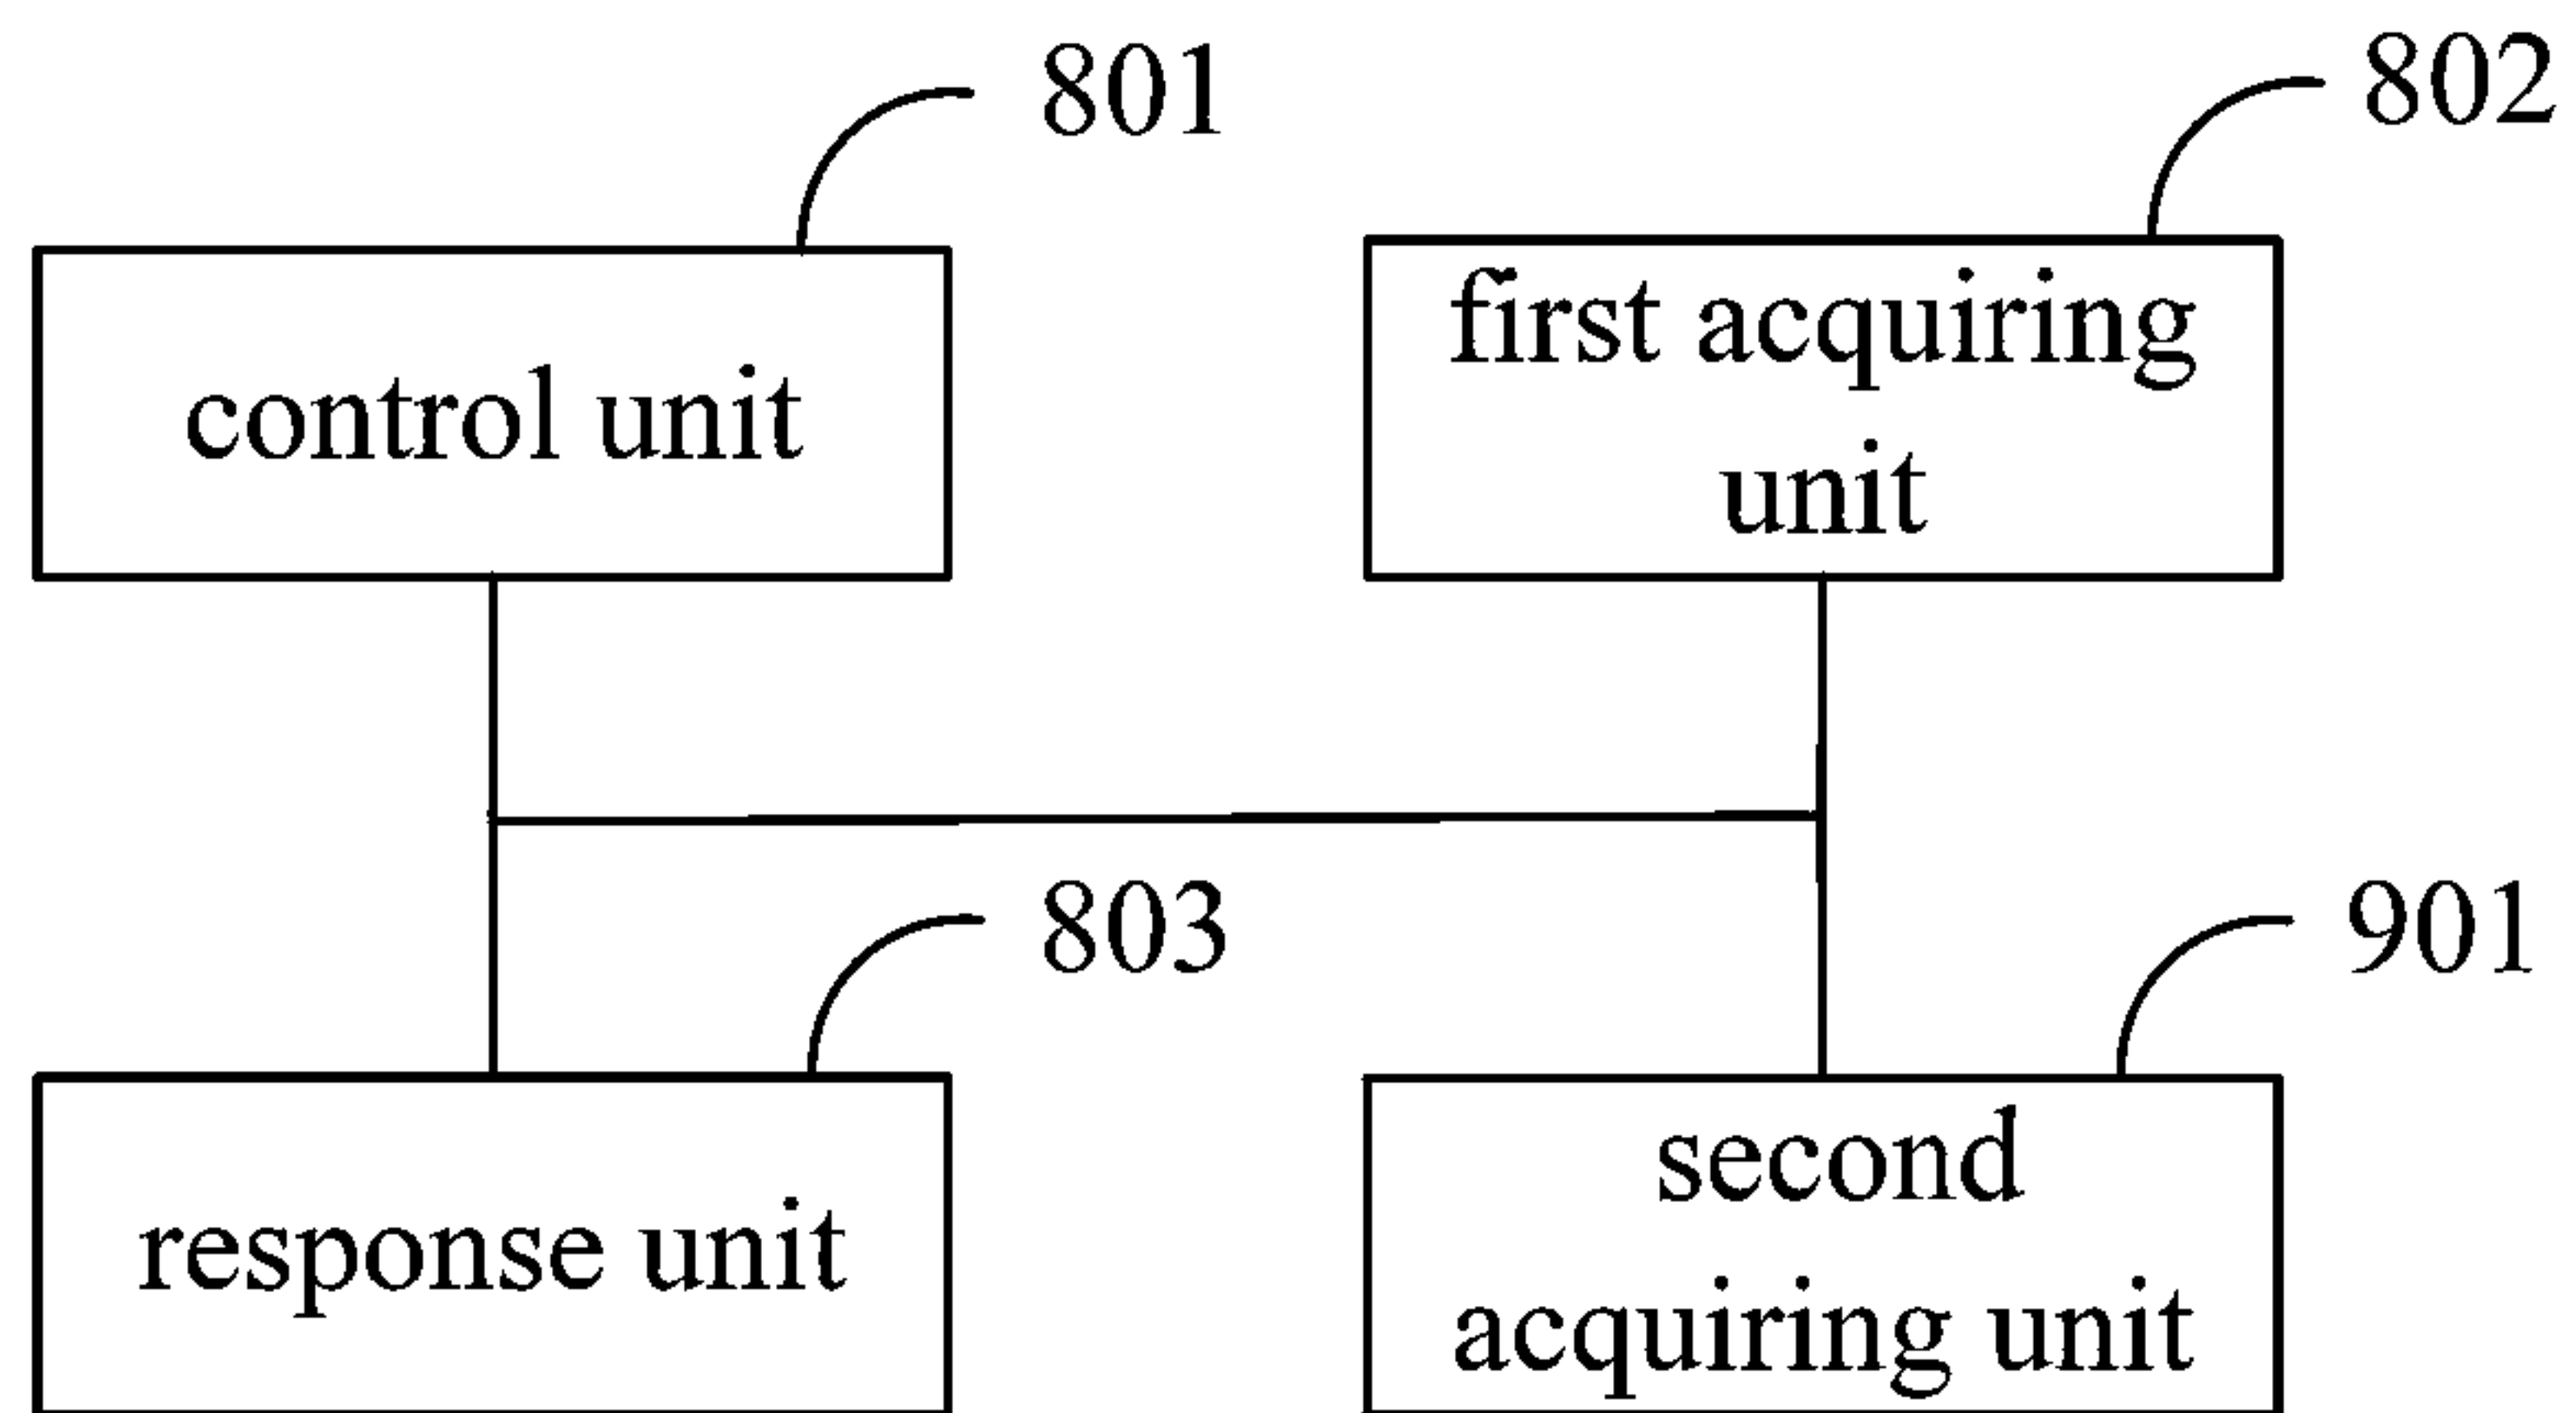 801
802
control unit
first acquiring
unit
803
901
response unit
second
acquiring unit